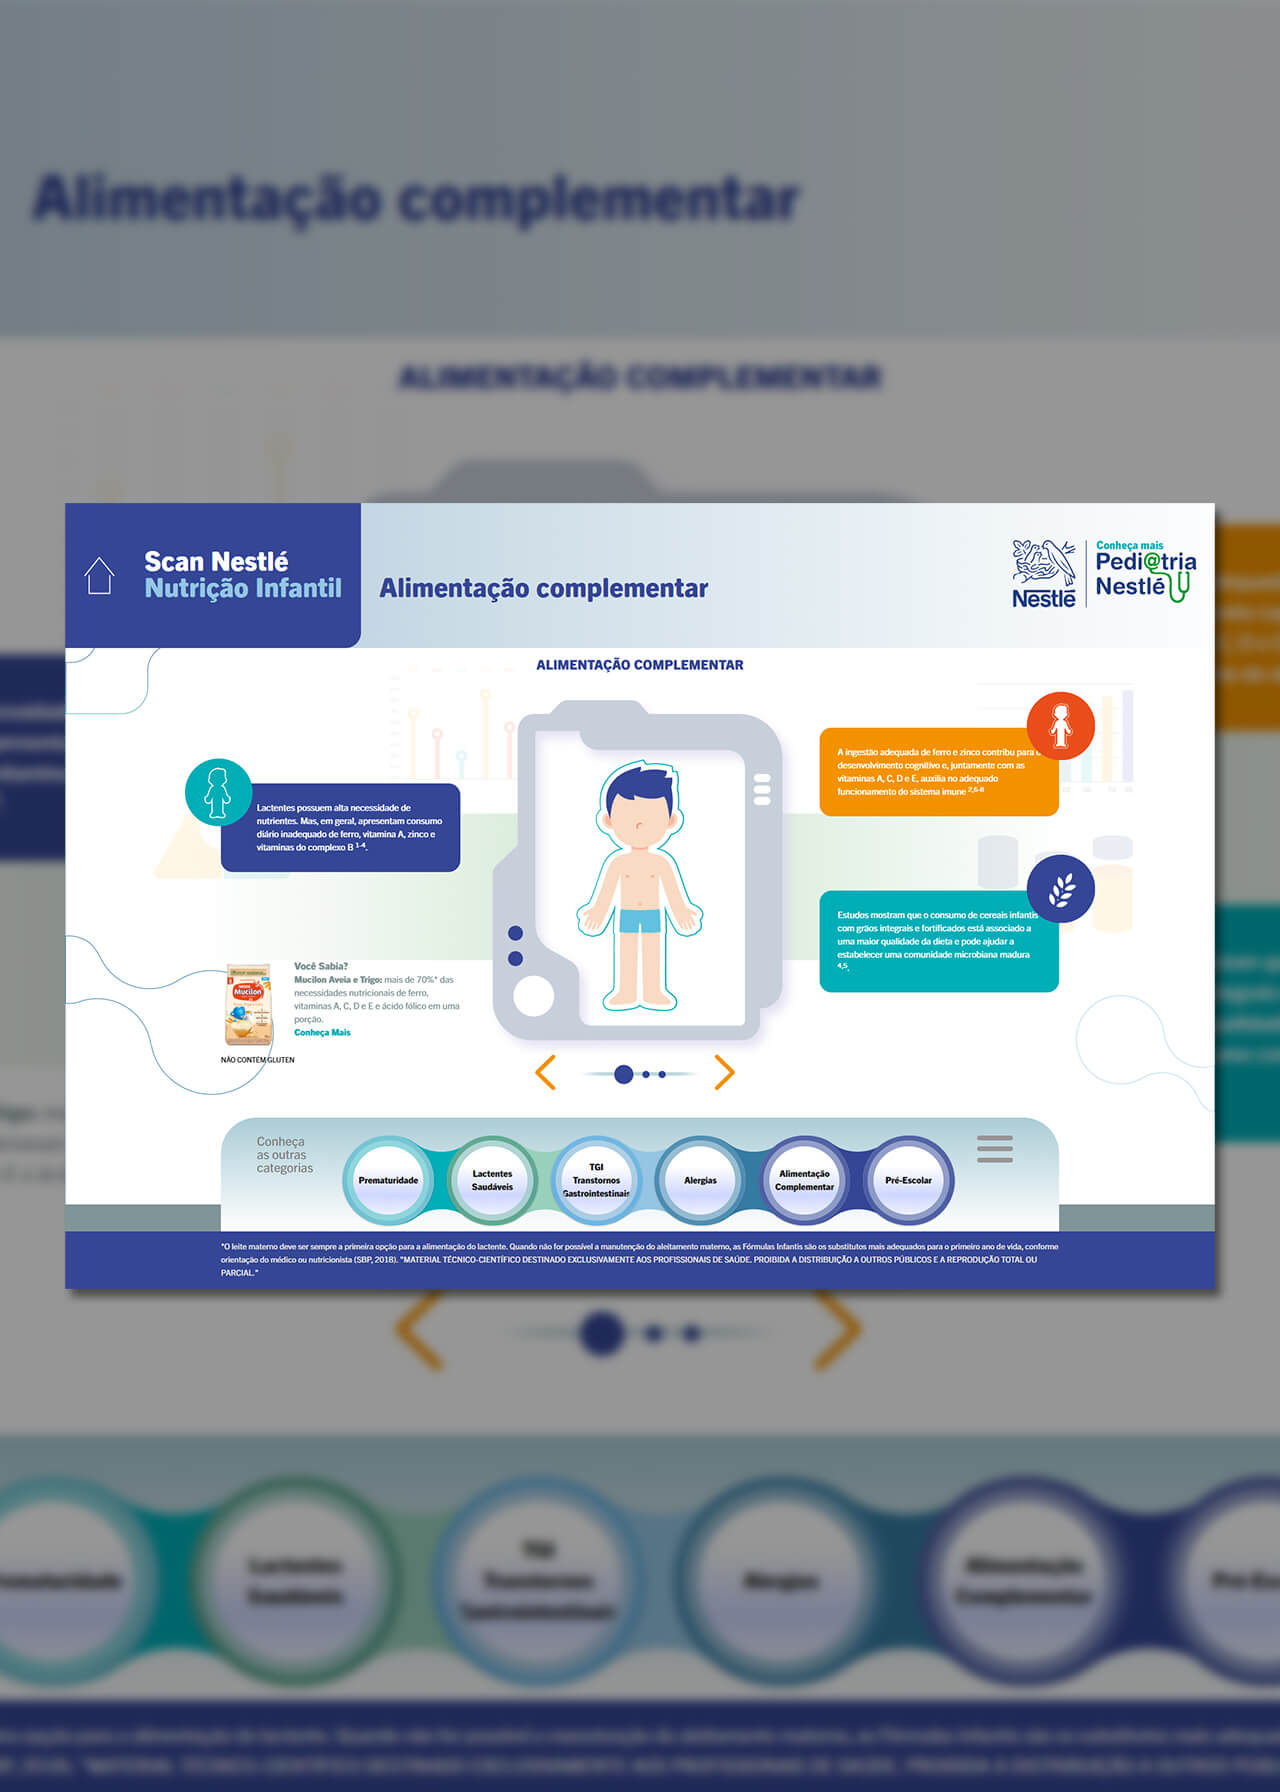 Alimentação complementar
ALIMENTAÇÃO COMPLEMENTAR
Scan Nestlé
Nutrição Infantil
Alimentação complementar
Nestlé
Conheça mais
Pedi@tria
Nestlé
ALIMENTAÇÃO COMPLEMENTAR
Lactentes possuem alta necessidade de
nutrientes. Mas, em geral, apresentam consumo
diário inadequado de ferro, vitamina A, zinco e
vitaminas do complexo B 1-4.
A ingestão adequada de ferro e zinco contribu para
desenvolvimento cognitivo e, juntamente com as
vitaminas A, C, D e E, auxilia no adequado
funcionamento do sistema imune 2,6-8
Estudos mostram que o consumo de cereais infantis
com grãos integrais e fortificados está associado a
uma maior qualidade da dieta e pode ajudar a
estabelecer uma comunidade microbiana madura
4,5.
Mucilon
Você Sabia?
Mucilon Aveia e Trigo: mais de 70%* das
necessidades nutricionais de ferro,
vitaminas A, C, D e E e ácido fólico em uma
porção.
Conheça Mais
NÃO CONTÉM GLUTEN
Conheça
as outras
categorias
Prematuridade
Lactentes
Saudáveis
TGI
Transtornos
Gastrointestinais
Alergias
Alimentação
Complementar
Pré-Escolar
"O leite materno deve ser sempre a primeira opção para a alimentação do lactente. Quando não for possível a manutenção do aleitamento materno, as Fórmulas Infantis são os substitutos mais adequados para o primeiro ano de vida, conforme
orientação do médico ou nutricionista (SBP, 2018). "MATERIAL TÉCNICO-CIENTÍFICO DESTINADO EXCLUSIVAMENTE AOS PROFISSIONAIS DE SAÚDE. PROIBIDA A DISTRIBUIÇÃO A OUTROS PÚBLICOS E A REPRODUÇÃO TOTAL OU
PARCIAL."
Lactentes
Saudáveis
TGI
Transtornos
Gastrointestinais
Alergias
Alimentação
Complementar